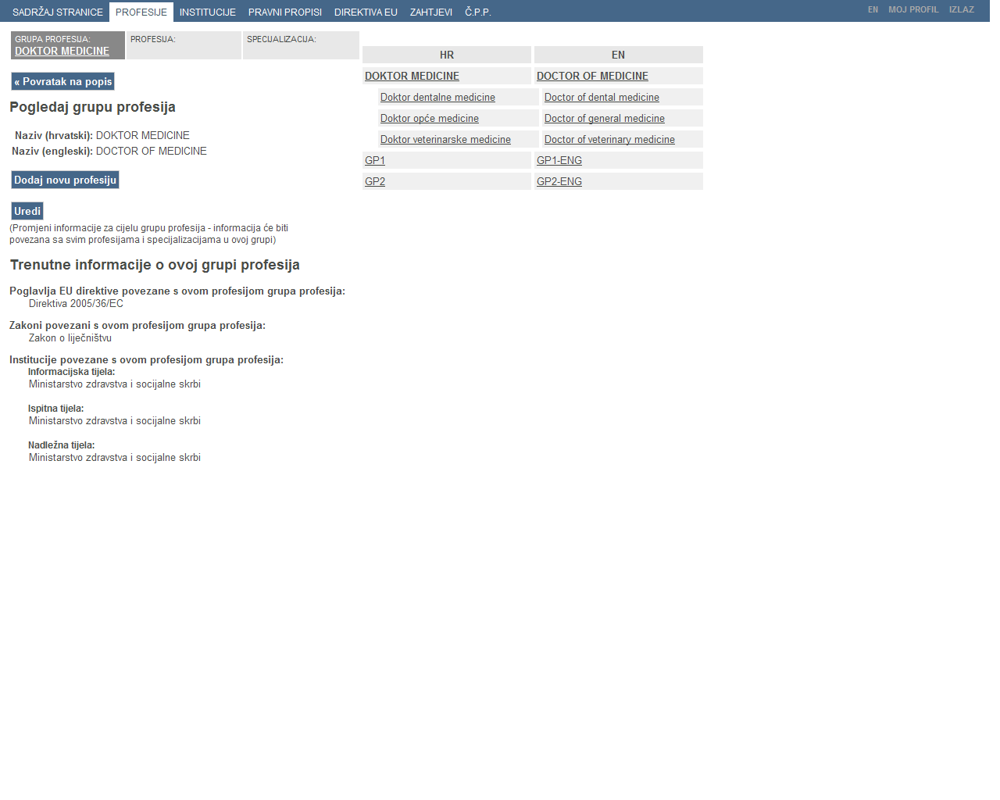 SADRŽAJ STRANICE PROFESIJE INSTITUCIJE PRAVNI PROPISI DIREKTIVA EU ZAHTJEVI Č.P.P. EN MOJ PROFIL IZLAZ
GRUPA PROFESIJA: PROFESIJA: SPECIJALIZACIJA:
DOKTOR MEDICINE
« Povratak na popis
Pogledaj grupu profesija
Naziv (hrvatski): DOKTOR MEDICINE
Naziv (engleski): DOCTOR OF MEDICINE
Dodaj novu profesiju
Uredi
(Promjeni informacije za cijelu grupu profesija - informacija će biti
povezana sa svim profesijama i specijalizacijama u ovoj grupi)
Trenutne informacije o ovoj grupi profesija
Poglavlja EU direktive povezane s ovom profesijom grupa profesija:
Direktiva 2005/36/EC
Zakoni povezani s ovom profesijom grupa profesija:
Zakon o liječništvu
Institucije povezane s ovom profesijom grupa profesija:
Informacijska tijela:
Ministarstvo zdravstva i socijalne skrbi
Ispitna tijela:
Ministarstvo zdravstva i socijalne skrbi
Nadležna tijela:
Ministarstvo zdravstva i socijalne skrbi
HR EN
DOKTOR MEDICINE DOCTOR OF MEDICINE
Doktor dentalne medicine Doctor of dental medicine
Doktor opće medicine Doctor of general medicine
Doktor veterinarske medicine Doctor of veterinary medicine
GP1 GP1-ENG
GP2 GP2-ENG